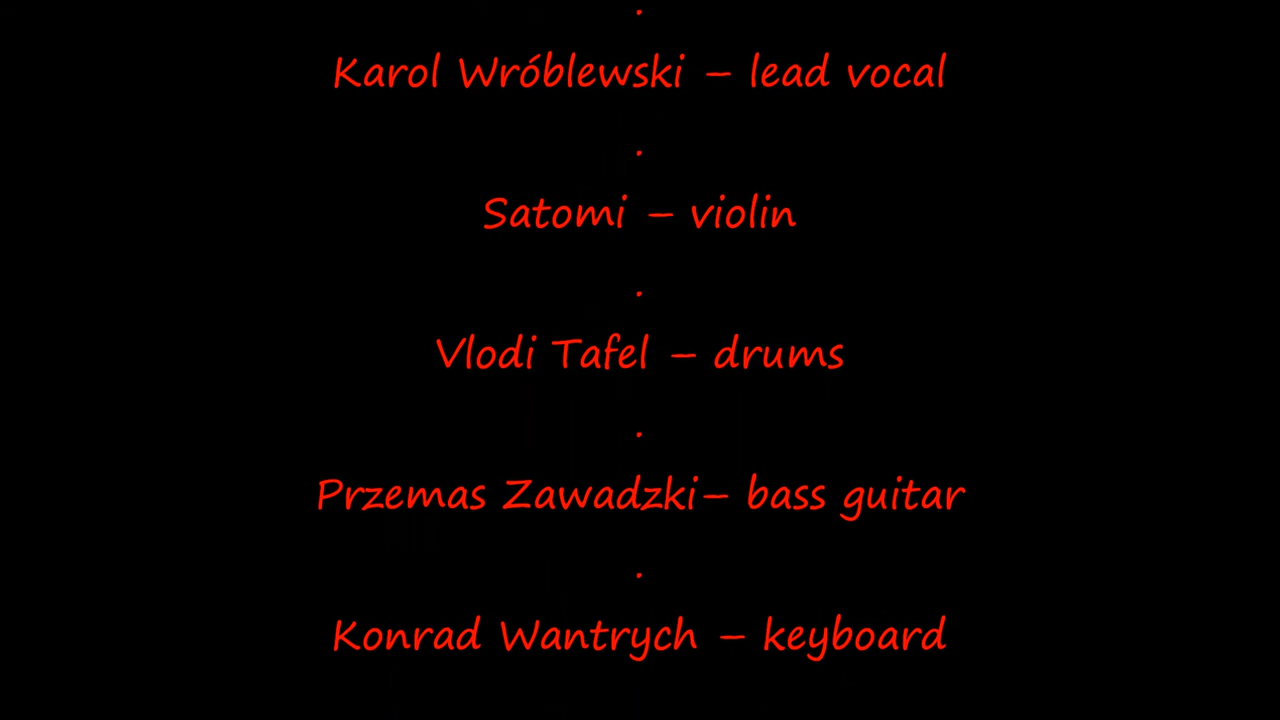 .
Karol Wróblewski – lead vocal
.
Satomi – violin
.
Vlodi Tafel – drums
.
Przemas Zawadzki– bass guitar
.
Konrad Wantrych – keyboard